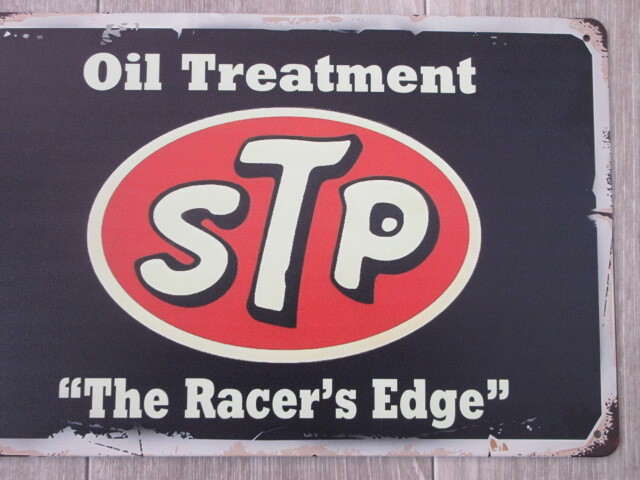 Oil Treatment
STP
“The Racer’s Edge”